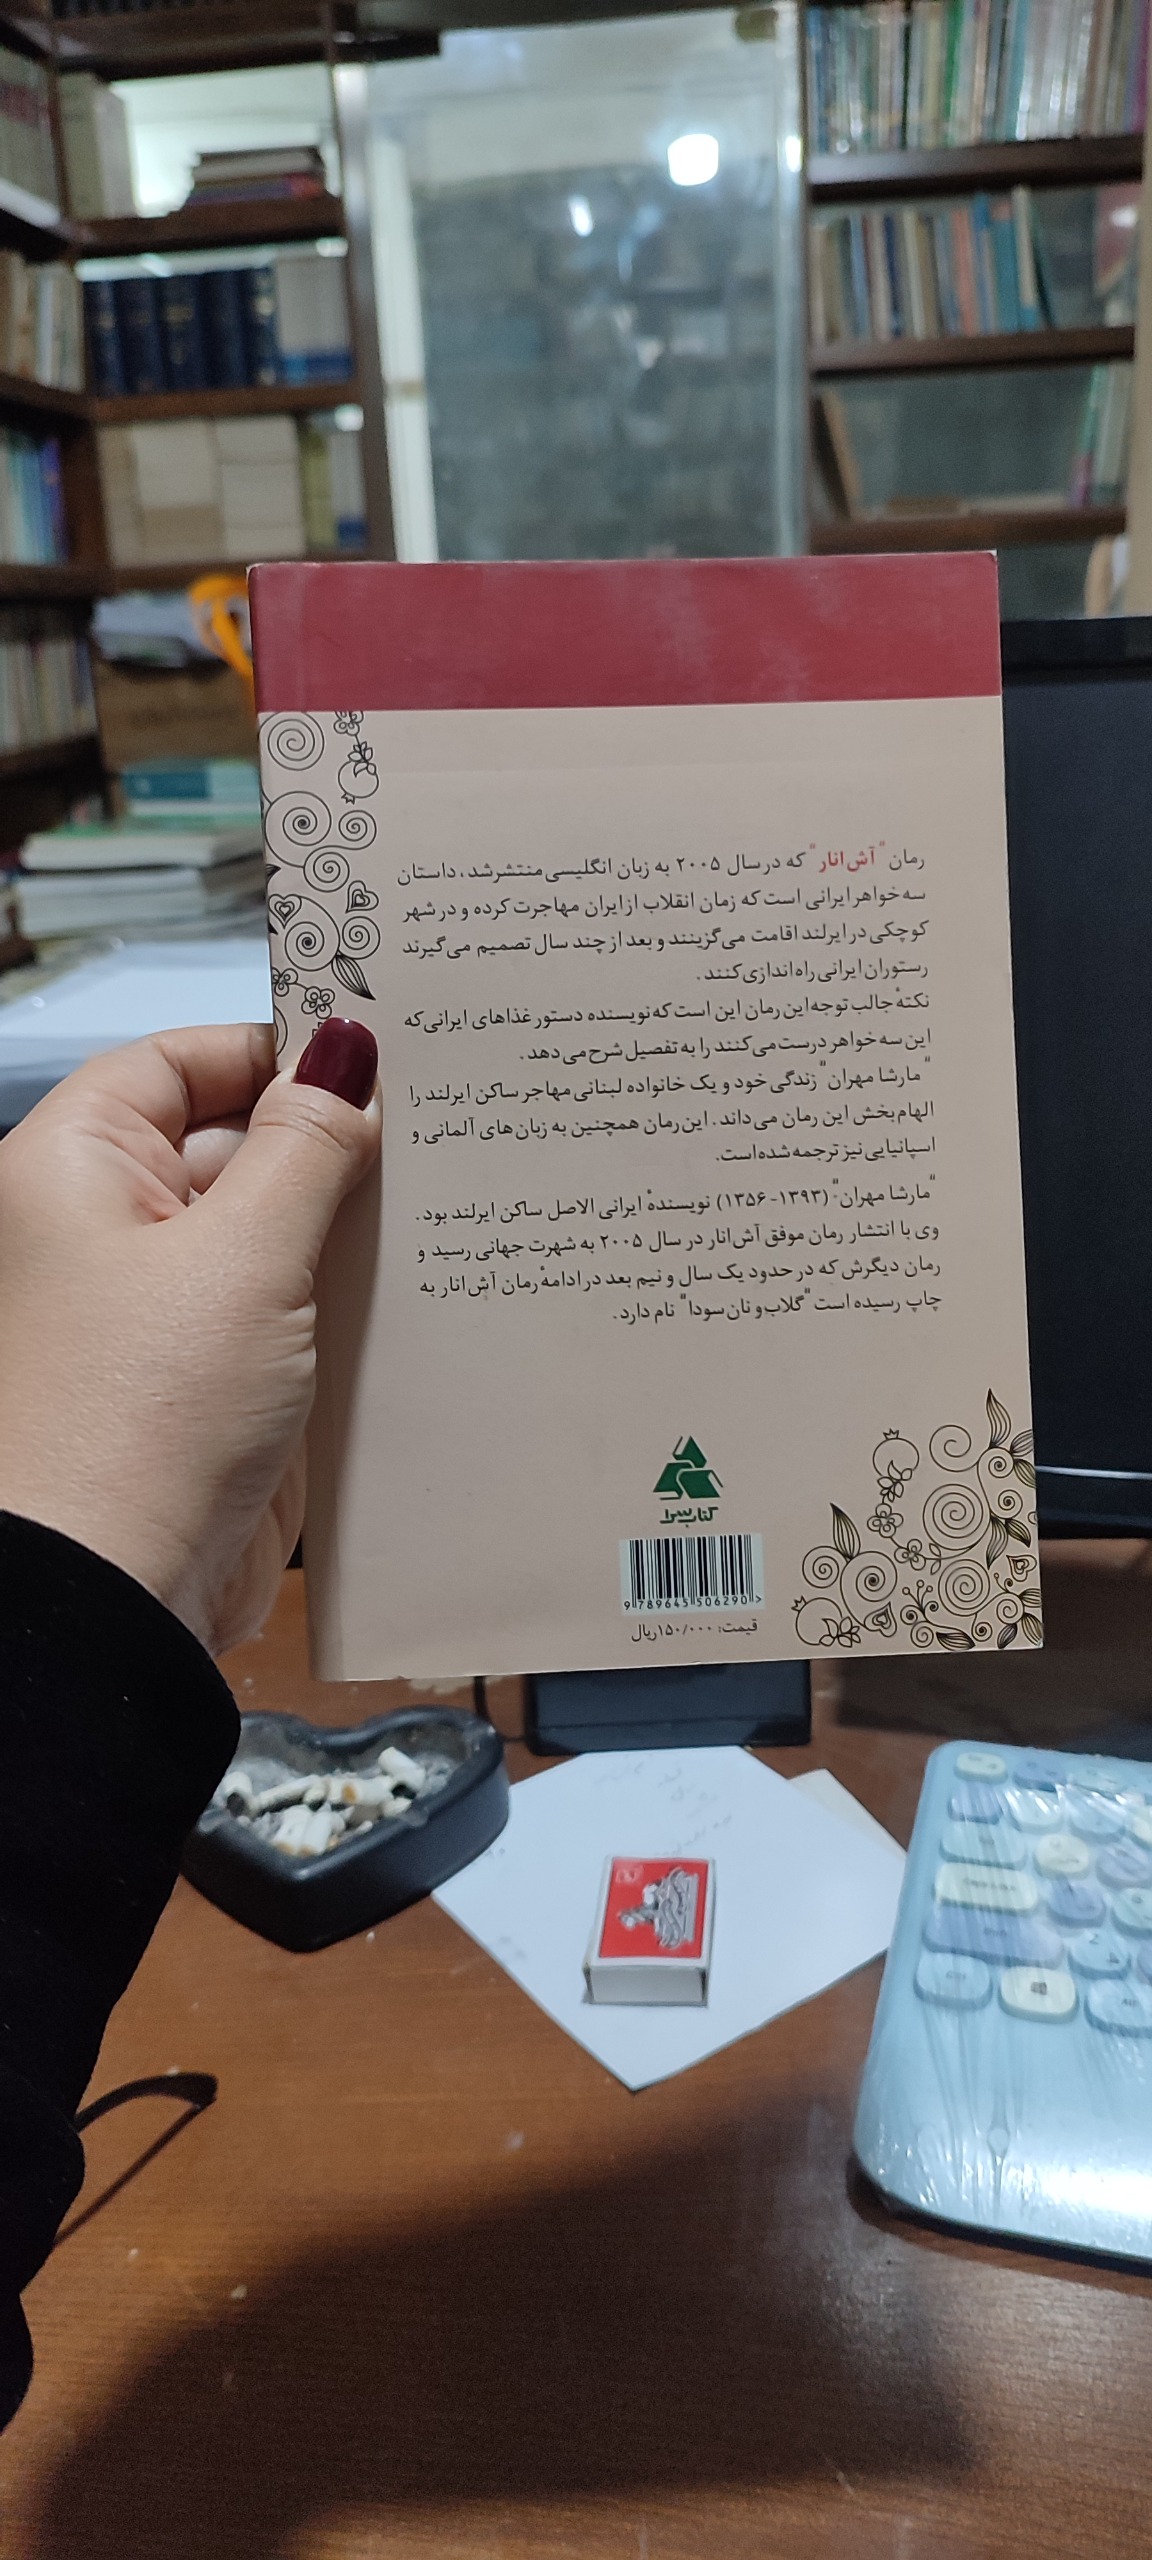 رمان "آش انار" که در سال ۲۰۰۵ به زبان انگلیسی منتشر شد، داستان
سه خواهر ایرانی است که زمان انقلاب از ایران مهاجرت کرده و در شهر
کوچکی در ایرلند اقامت می‌گزینند و بعد از چند سال تصمیم می‌گیرند
رستوران ایرانی راه اندازی کنند.
نکتهٔ جالب توجه این رمان این است که نویسنده دستور غذاهای ایرانی که
این سه خواهر درست می‌کنند را به تفصیل شرح می‌دهد.
"مارشا مهران" زندگی خود و یک خانواده لبنانی مهاجر ساکن ایرلند را
الهام بخش این رمان می‌داند. این رمان همچنین به زبان‌های آلمانی و
اسپانیایی نیز ترجمه شده است.
"مارشا مهران" (۱۳۹۳-۱۳۵۶) نویسندهٔ ایرانی الاصل ساکن ایرلند بود.
وی با انتشار رمان موفق آش انار در سال ۲۰۰۵ به شهرت جهانی رسید و
رمان دیگرش که در حدود یک سال و نیم بعد در ادامهٔ رمان آش انار به
چاپ رسیده است "گلاب و نان سودا" نام دارد.
کتاب‌سرا
9 789645 506290 >
قیمت: ۱۵۰/۰۰۰ریال